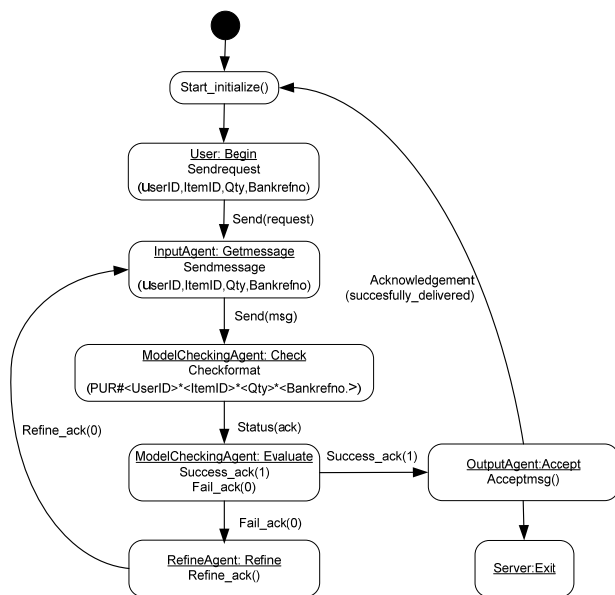 Start_initialize()
User: Begin
Sendrequest
(userID,ItemID,Qty,Bankrefno)
Send(request)
InputAgent: Getmessage
Sendmessage
(userID,ItemID,Qty,Bankrefno)
Acknowledgement
(succesfully_delivered)
Send(msg)
ModelCheckingAgent: Check
Checkformat
(PUR#<UserID>*<ItemID>*<Qty>*<Bankrefno.>)
Refine_ack(0)
Status(ack)
ModelCheckingAgent: Evaluate
Success_ack(1)
Fail_ack(0)
Success_ack(1)
OutputAgent:Accept
Acceptmsg()
Fail_ack(0)
RefineAgent: Refine
Refine_ack()
Server:Exit